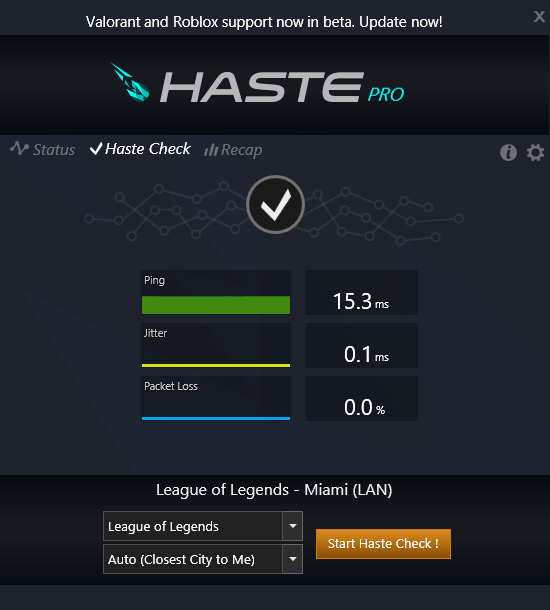 Valorant and Roblox support now in beta. Update now!
X
HASTE PRO
Status Haste Check Recap
Ping
15.3 ms
Jitter
0.1 ms
Packet Loss
0.0 %
League of Legends - Miami (LAN)
League of Legends
Auto (Closest City to Me)
Start Haste Check !